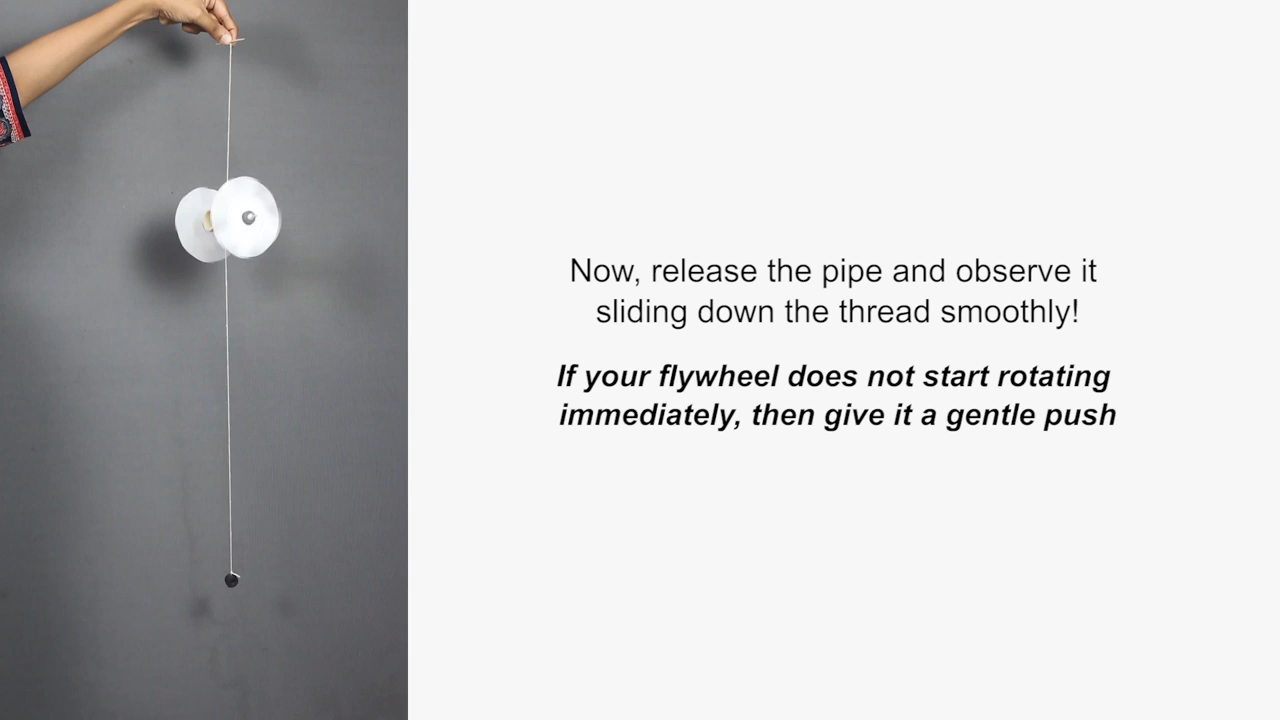 Now, release the pipe and observe it
sliding down the thread smoothly!
If your flywheel does not start rotating
immediately, then give it a gentle push